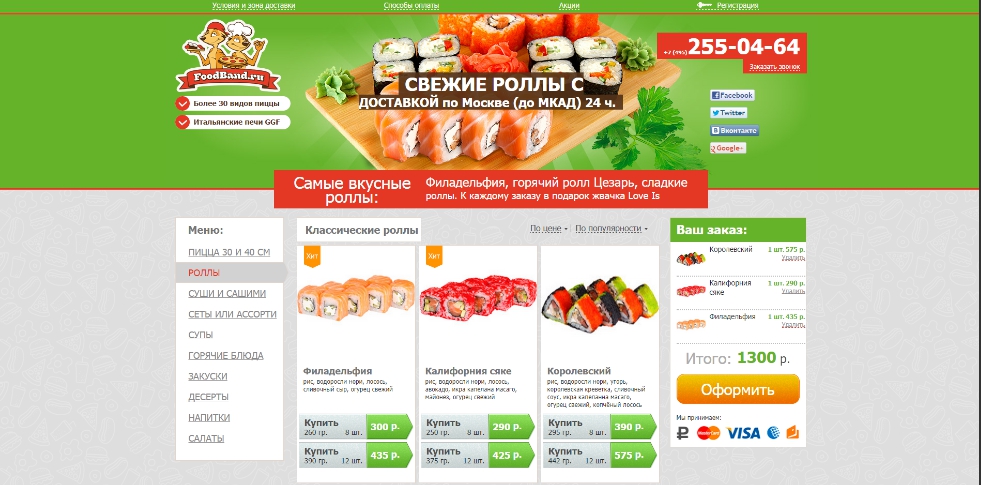 Условия и зона доставки
Способы оплаты
Акции
Регистрация
FoodBand.ru
Более 30 видов пиццы
Итальянские печи GGF
СВЕЖИЕ РОЛЛЫ С
ДОСТАВКОЙ по Москве (до МКАД) 24 ч.
+7 (495) 255-04-64
Заказать звонок
Facebook
Twitter
Вконтакте
Google+
Самые вкусные
роллы:
Филадельфия, горячий ролл Цезарь, сладкие
роллы. К каждому заказу в подарок жвачка Love Is
Меню:
ПИЦЦА 30 И 40 СМ
РОЛЛЫ
СУШИ И САШИМИ
СЕТЫ ИЛИ АССОРТИ
СУПЫ
ГОРЯЧИЕ БЛЮДА
ЗАКУСКИ
ДЕСЕРТЫ
НАПИТКИ
САЛАТЫ
Классические роллы
По цене
По популярности
Хит
Филадельфия
рис, водоросли нори, лосось,
сливочный сыр, огурец свежий
Купить
260 гр. 8 шт.
300 р.
Купить
390 гр. 12 шт.
435 р.
Хит
Калифорния сяке
рис, водоросли нори, лосось,
авокадо, икра капелана масаго,
майонез, огурец свежий
Купить
250 гр. 8 шт.
290 р.
Купить
375 гр. 12 шт.
425 р.
Королевский
рис, водоросли нори, угорь,
королевская креветка, сливочный
соус, икра капеланна масаго,
огурец свежий, копчёный лосось
Купить
295 гр. 8 шт.
390 р.
Купить
442 гр. 12 шт.
575 р.
Ваш заказ:
Королевский 1 шт. 575 р.
Удалить
Калифорния
сяке
1 шт. 290 р.
Удалить
Филадельфия 1 шт. 435 р.
Удалить
Итого: 1300 р.
Оформить
Мы принимаем:
MasterCard
VISA